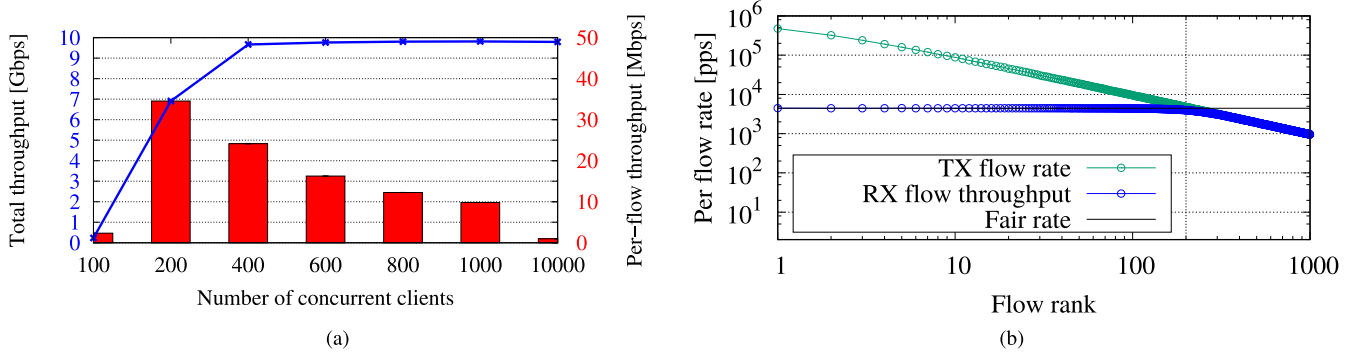 Total throughput [Gbps]
10
9
8
7
6
5
4
3
2
1
0
50
40
30
20
10
0
Per-flow throughput [Mbps]
100 200 400 600 800 1000 10000
Number of concurrent clients
(a)
Per flow rate [pps]
10^6
10^5
10^4
10^3
10^2
10^1
TX flow rate
RX flow throughput
Fair rate
1 10 100 1000
Flow rank
(b)